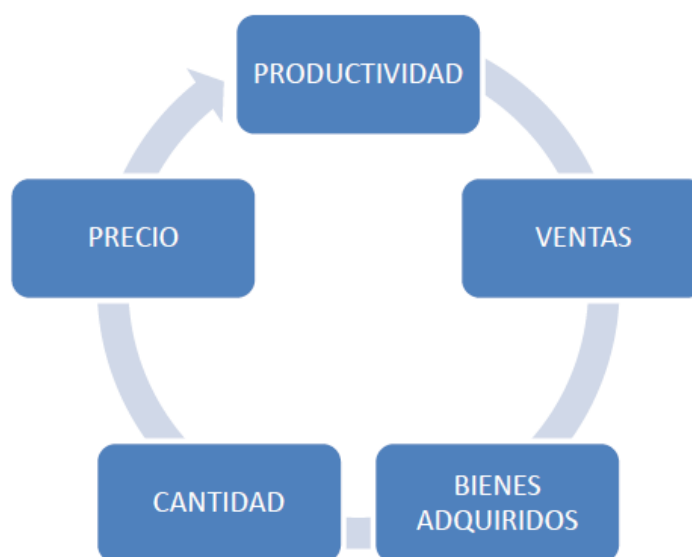 PRODUCTIVIDAD
VENTAS
BIENES
ADQUIRIDOS
CANTIDAD
PRECIO